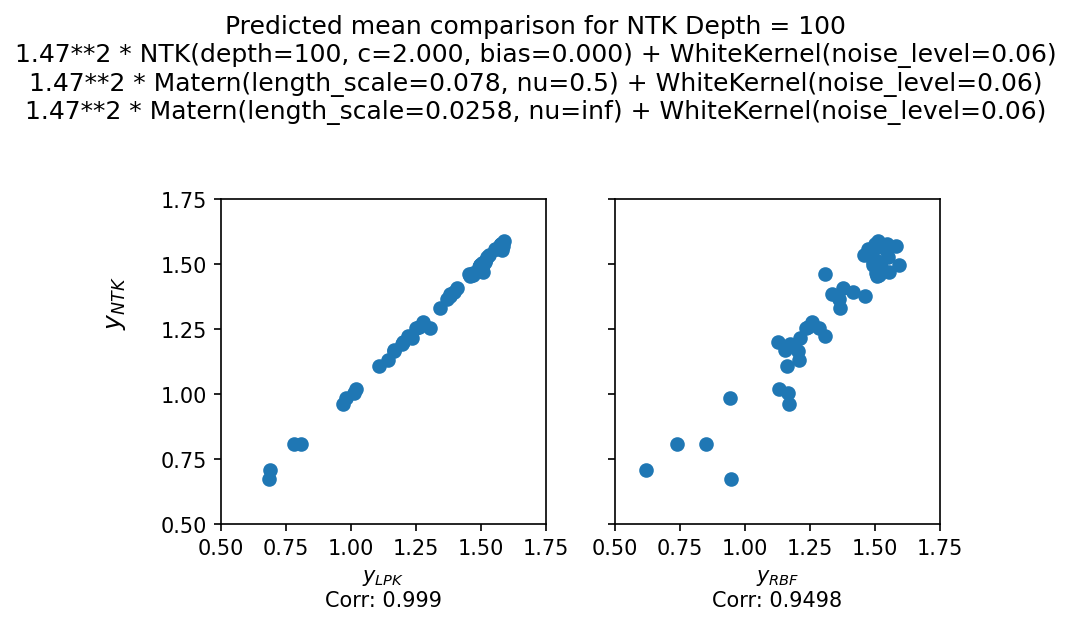 Predicted mean comparison for NTK Depth = 100
1.47**2 * NTK(depth=100, c=2.000, bias=0.000) + WhiteKernel(noise_level=0.06)
1.47**2 * Matern(length_scale=0.078, nu=0.5) + WhiteKernel(noise_level=0.06)
1.47**2 * Matern(length_scale=0.0258, nu=inf) + WhiteKernel(noise_level=0.06)
1.75
1.50
1.25
1.00
0.75
0.50
y_NTK
0.50 0.75 1.00 1.25 1.50 1.75
0.50 0.75 1.00 1.25 1.50 1.75
y_LPK
Corr: 0.999
y_RBF
Corr: 0.9498